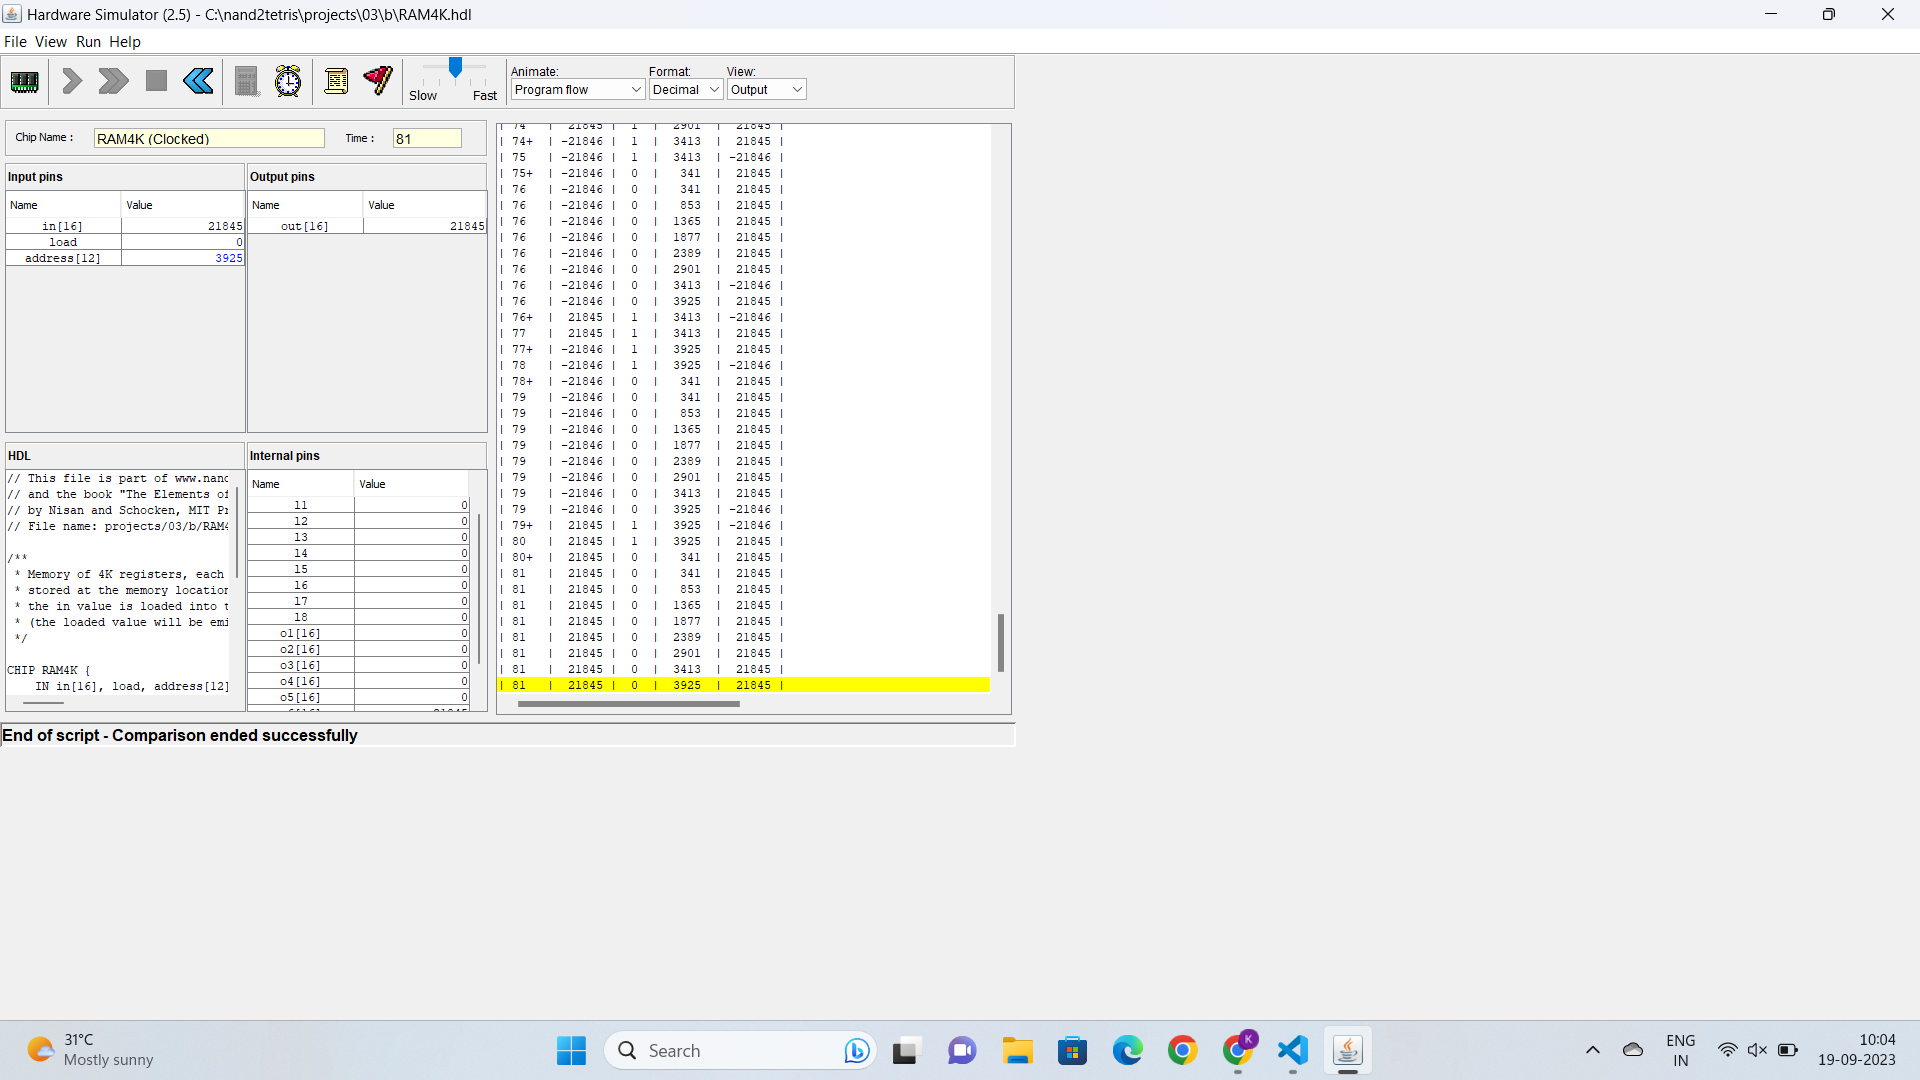 Hardware Simulator (2.5) - C:\nand2tetris\projects\03\b\RAM4K.hdl
File View Run Help
Slow Fast
Animate: Format: View:
Program flow Decimal Output
Chip Name : RAM4K (Clocked) Time : 81
Input pins
Name Value
in[16] 21845
load 0
address[12] 3925
Output pins
Name Value
out[16] 21845
HDL
// This file is part of www.nand
// and the book "The Elements of
// by Nisan and Schocken, MIT Pr
// File name: projects/03/b/RAM4
/**
* Memory of 4K registers, each
* stored at the memory location
* the in value is loaded into t
* (the loaded value will be emi
*/
CHIP RAM4K {
IN in[16], load, address[12]
Internal pins
Name Value
l1 0
l2 0
l3 0
l4 0
l5 0
l6 0
l7 0
l8 0
o1[16] 0
o2[16] 0
o3[16] 0
o4[16] 0
o5[16] 0
| 74 | 21845 | 1 | 2901 | 21845 |
| 74+ | -21846 | 1 | 3413 | 21845 |
| 75 | -21846 | 1 | 3413 | -21846 |
| 75+ | -21846 | 0 | 341 | 21845 |
| 76 | -21846 | 0 | 341 | 21845 |
| 76 | -21846 | 0 | 853 | 21845 |
| 76 | -21846 | 0 | 1365 | 21845 |
| 76 | -21846 | 0 | 1877 | 21845 |
| 76 | -21846 | 0 | 2389 | 21845 |
| 76 | -21846 | 0 | 2901 | 21845 |
| 76 | -21846 | 0 | 3413 | -21846 |
| 76 | -21846 | 0 | 3925 | 21845 |
| 76+ | 21845 | 1 | 3413 | -21846 |
| 77 | 21845 | 1 | 3413 | 21845 |
| 77+ | -21846 | 1 | 3925 | 21845 |
| 78 | -21846 | 1 | 3925 | -21846 |
| 78+ | -21846 | 0 | 341 | 21845 |
| 79 | -21846 | 0 | 341 | 21845 |
| 79 | -21846 | 0 | 853 | 21845 |
| 79 | -21846 | 0 | 1365 | 21845 |
| 79 | -21846 | 0 | 1877 | 21845 |
| 79 | -21846 | 0 | 2389 | 21845 |
| 79 | -21846 | 0 | 2901 | 21845 |
| 79 | -21846 | 0 | 3413 | 21845 |
| 79 | -21846 | 0 | 3925 | -21846 |
| 79+ | 21845 | 1 | 3925 | -21846 |
| 80 | 21845 | 1 | 3925 | 21845 |
| 80+ | 21845 | 0 | 341 | 21845 |
| 81 | 21845 | 0 | 341 | 21845 |
| 81 | 21845 | 0 | 853 | 21845 |
| 81 | 21845 | 0 | 1365 | 21845 |
| 81 | 21845 | 0 | 1877 | 21845 |
| 81 | 21845 | 0 | 2389 | 21845 |
| 81 | 21845 | 0 | 2901 | 21845 |
| 81 | 21845 | 0 | 3413 | 21845 |
| 81 | 21845 | 0 | 3925 | 21845 |
End of script - Comparison ended successfully
31°C
Mostly sunny
Search
K
ENG
IN
10:04
19-09-2023